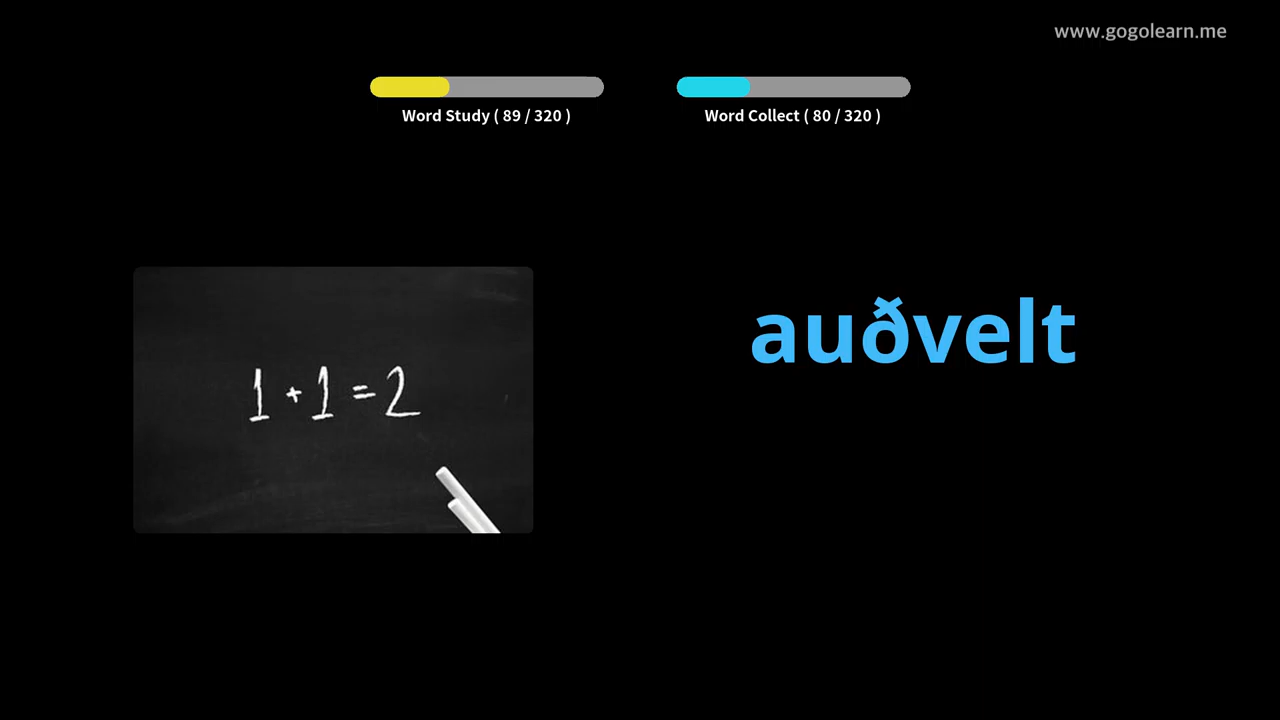 www.gogolearn.me
Word Study ( 89 / 320 )
Word Collect ( 80 / 320 )
auðvelt
1 + 1 = 2